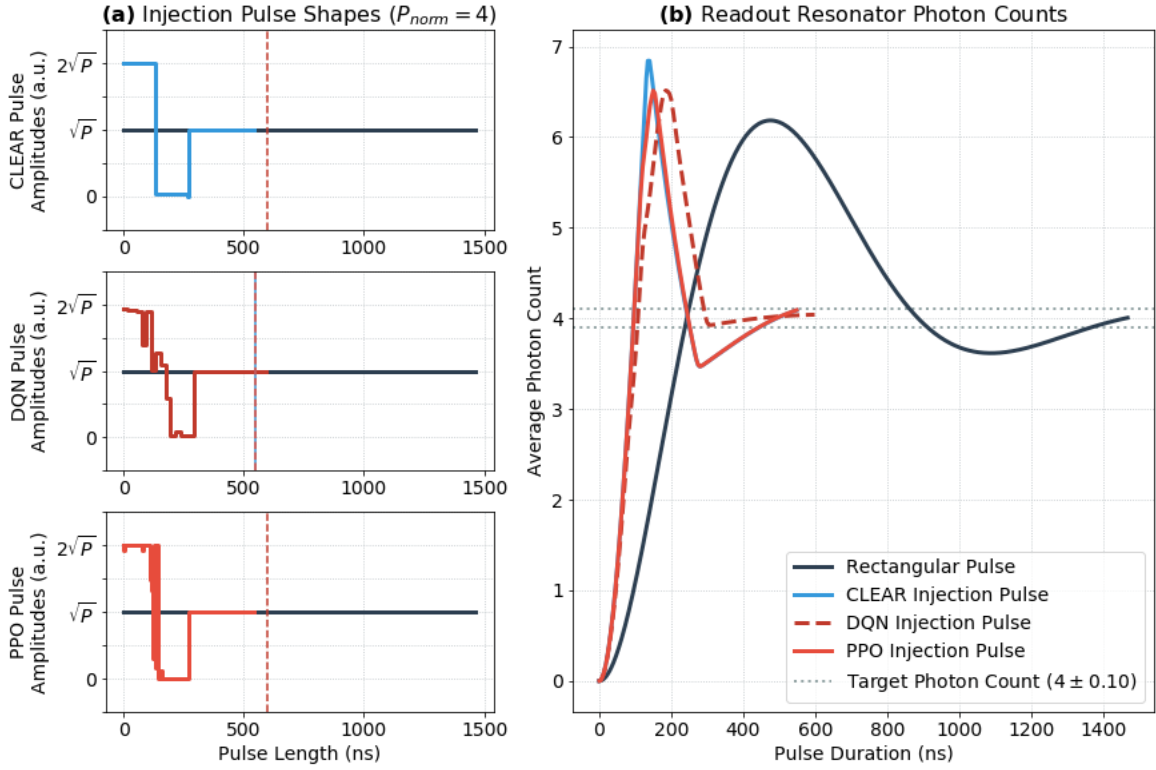 (a) Injection Pulse Shapes (P_norm = 4)
CLEAR Pulse
Amplitudes (a.u.)
2√P
√P
0
0 500 1000 1500
DQN Pulse
Amplitudes (a.u.)
2√P
√P
0
0 500 1000 1500
PPO Pulse
Amplitudes (a.u.)
2√P
√P
0
0 500 1000 1500
Pulse Length (ns)
(b) Readout Resonator Photon Counts
Average Photon Count
7
6
5
4
3
2
1
0
Rectangular Pulse
CLEAR Injection Pulse
DQN Injection Pulse
PPO Injection Pulse
Target Photon Count (4 ± 0.10)
0 200 400 600 800 1000 1200 1400
Pulse Duration (ns)